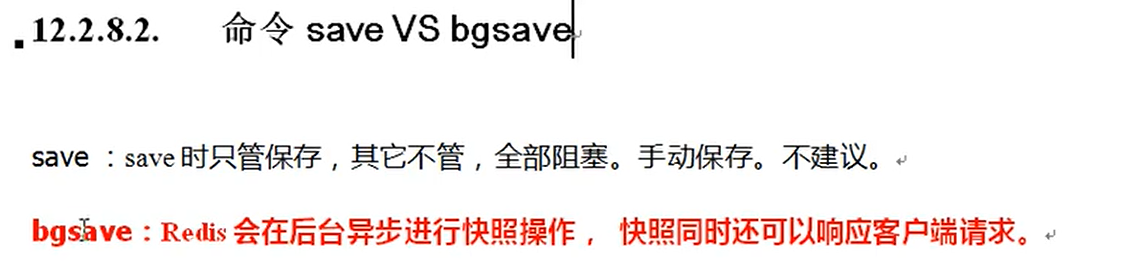 12.2.8.2. 命令 save VS bgsave
save ：save 时只管保存，其它不管，全部阻塞。手动保存。不建议。
bgsave：Redis 会在后台异步进行快照操作， 快照同时还可以响应客户端请求。